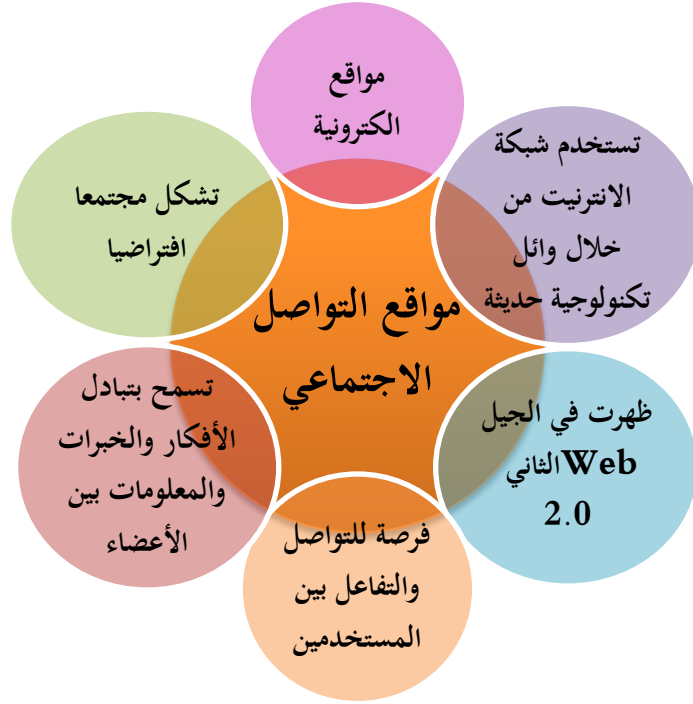 مواقع
الكترونية
تستخدم شبكة
الانترنيت من
خلال وائل
تكنولوجية حديثة
ظهرت في الجيل
الثاني Web
2.0
فرصة للتواصل
والتفاعل بين
المستخدمين
تسمح بتبادل
الأفكار والخبرات
والمعلومات بين
الأعضاء
تشكل مجتمعا
افتراضيا
مواقع التواصل
الاجتماعي